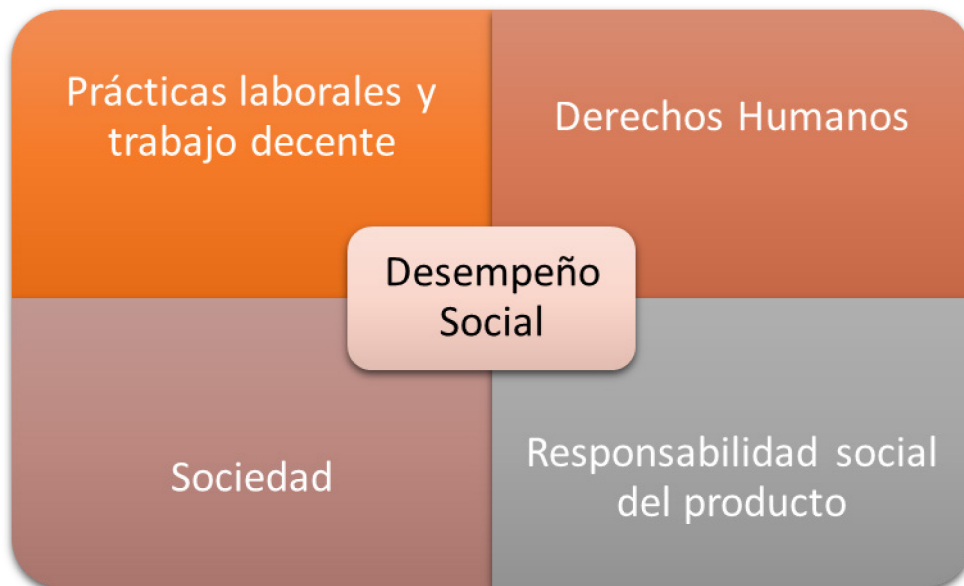 Prácticas laborales y
trabajo decente
Derechos Humanos
Desempeño
Social
Sociedad
Responsabilidad social
del producto